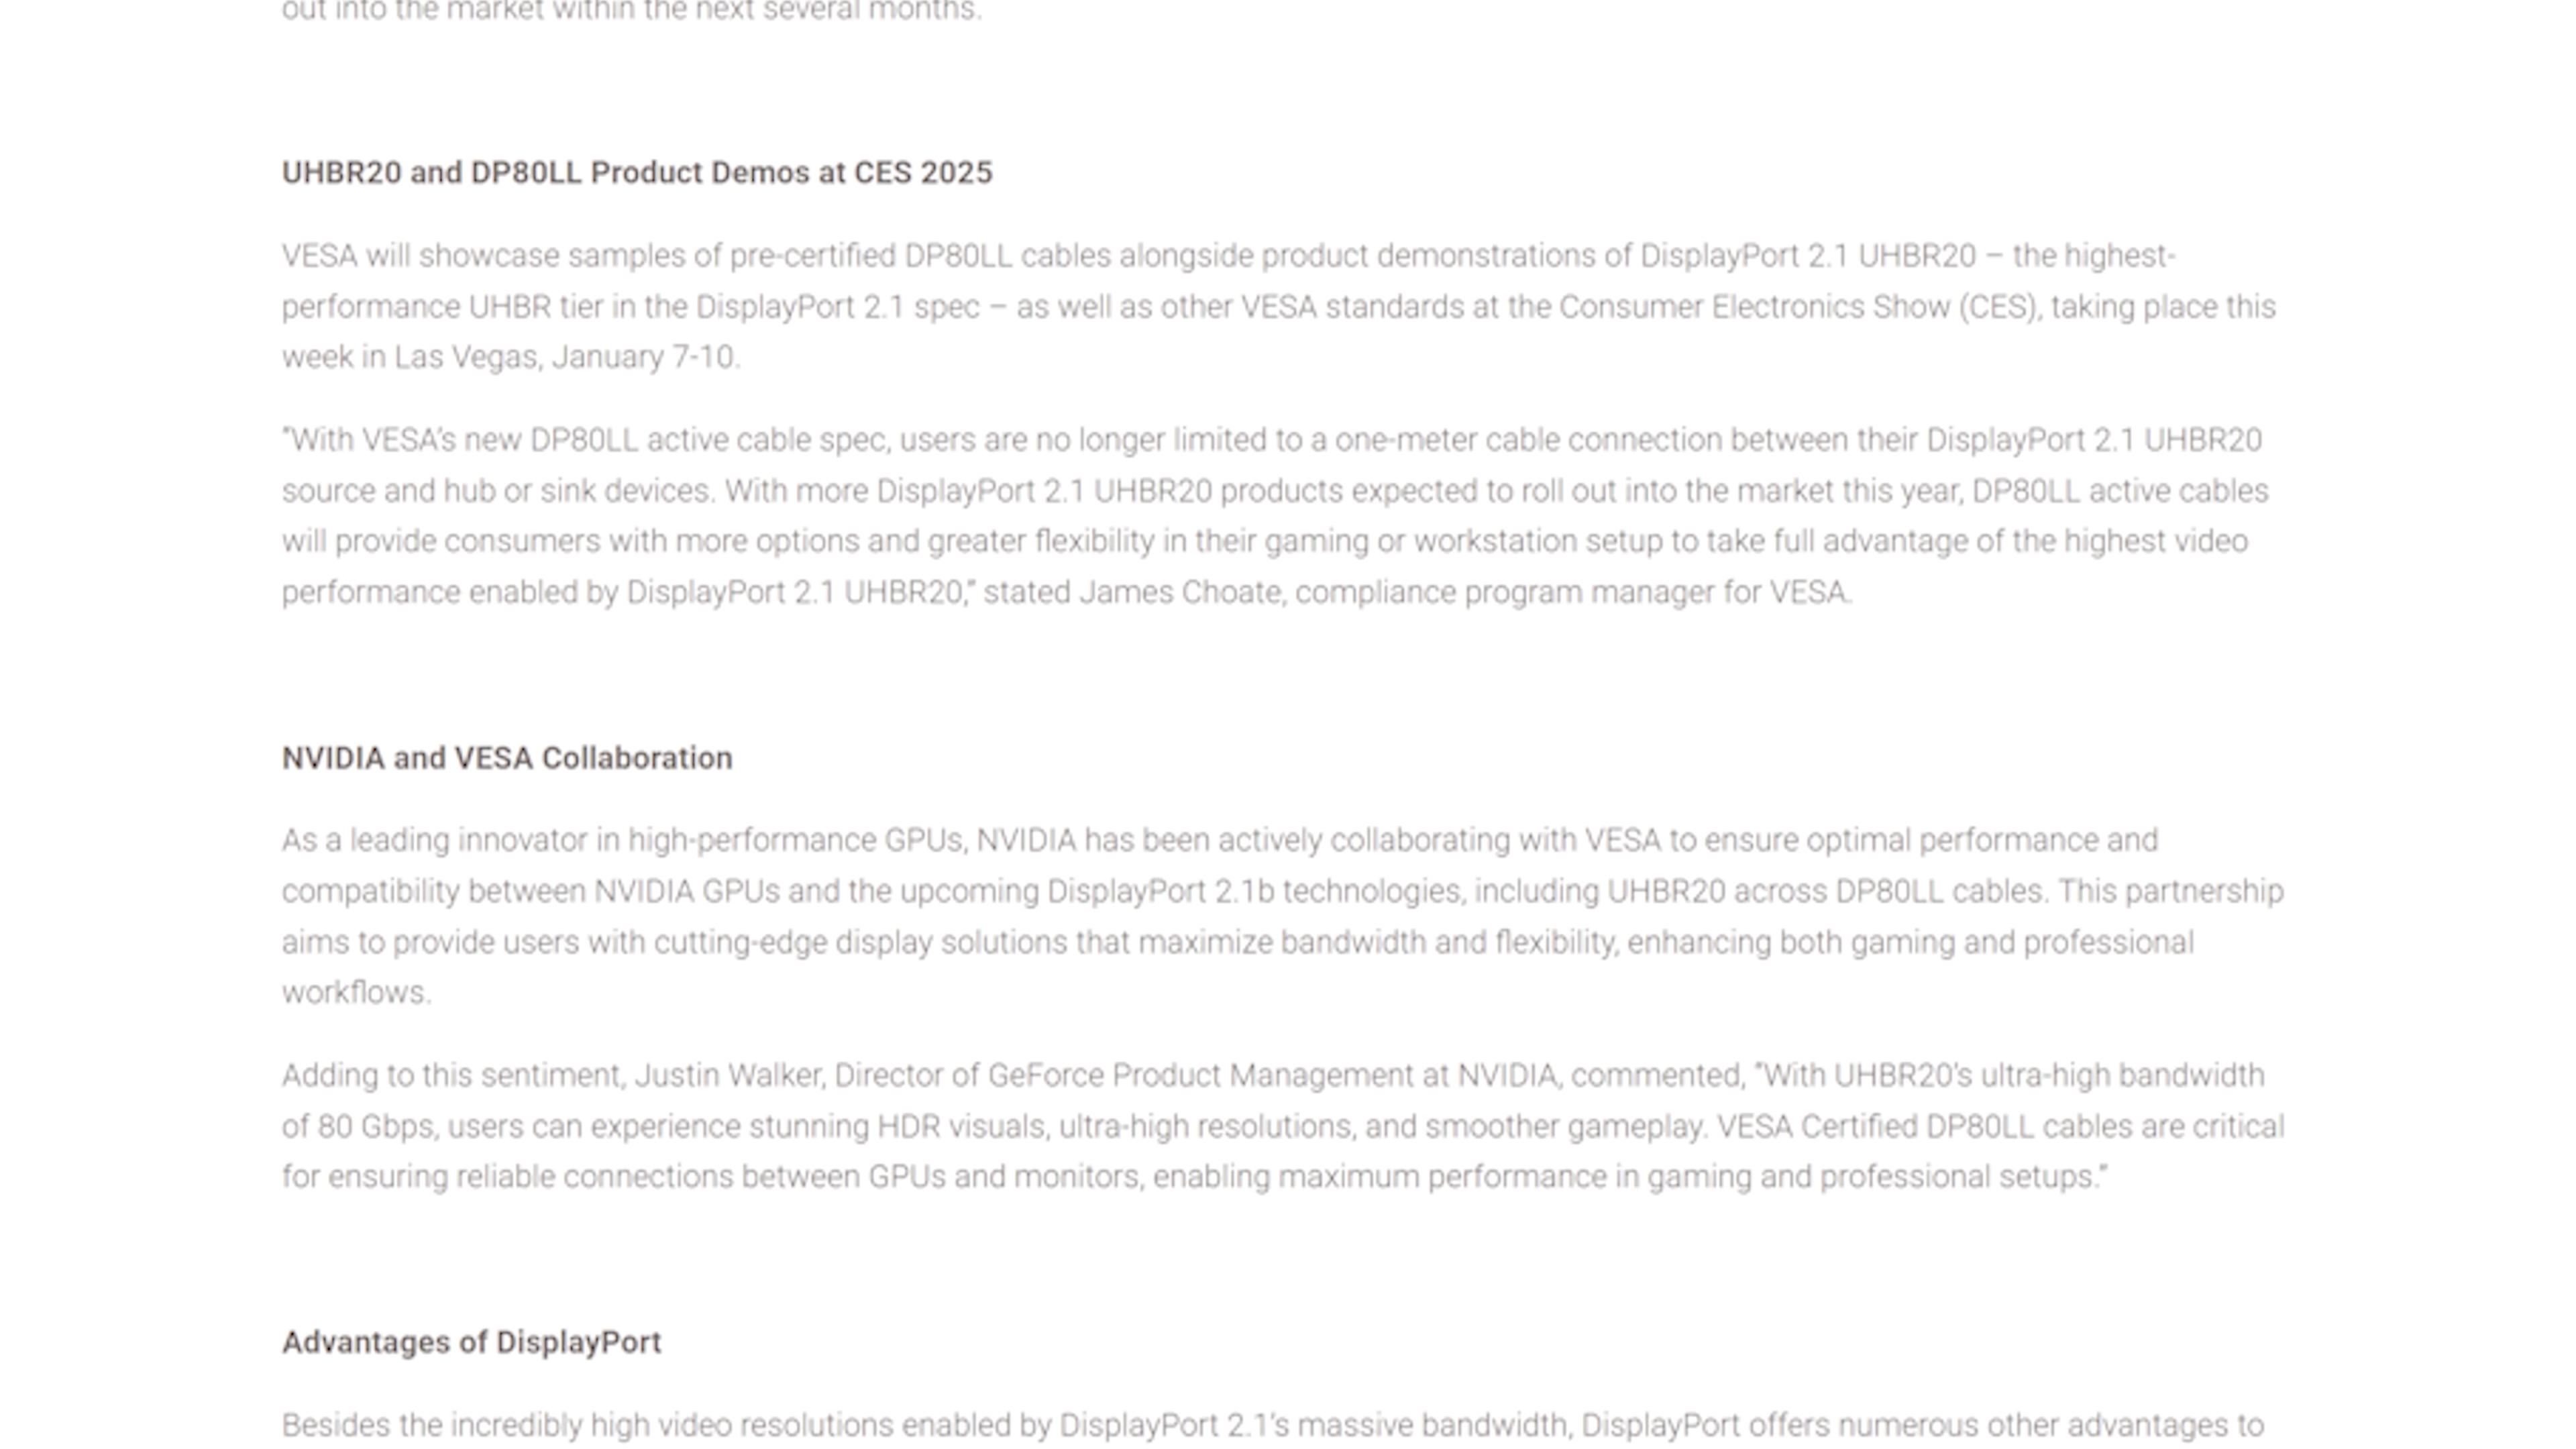 out into the market within the next several months.
UHBR20 and DP80LL Product Demos at CES 2025
VESA will showcase samples of pre-certified DP80LL cables alongside product demonstrations of DisplayPort 2.1 UHBR20 – the highest-
performance UHBR tier in the DisplayPort 2.1 spec – as well as other VESA standards at the Consumer Electronics Show (CES), taking place this
week in Las Vegas, January 7-10.
“With VESA’s new DP80LL active cable spec, users are no longer limited to a one-meter cable connection between their DisplayPort 2.1 UHBR20
source and hub or sink devices. With more DisplayPort 2.1 UHBR20 products expected to roll out into the market this year, DP80LL active cables
will provide consumers with more options and greater flexibility in their gaming or workstation setup to take full advantage of the highest video
performance enabled by DisplayPort 2.1 UHBR20,” stated James Choate, compliance program manager for VESA.
NVIDIA and VESA Collaboration
As a leading innovator in high-performance GPUs, NVIDIA has been actively collaborating with VESA to ensure optimal performance and
compatibility between NVIDIA GPUs and the upcoming DisplayPort 2.1b technologies, including UHBR20 across DP80LL cables. This partnership
aims to provide users with cutting-edge display solutions that maximize bandwidth and flexibility, enhancing both gaming and professional
workflows.
Adding to this sentiment, Justin Walker, Director of GeForce Product Management at NVIDIA, commented, “With UHBR20’s ultra-high bandwidth
of 80 Gbps, users can experience stunning HDR visuals, ultra-high resolutions, and smoother gameplay. VESA Certified DP80LL cables are critical
for ensuring reliable connections between GPUs and monitors, enabling maximum performance in gaming and professional setups.”
Advantages of DisplayPort
Besides the incredibly high video resolutions enabled by DisplayPort 2.1’s massive bandwidth, DisplayPort offers numerous other advantages to